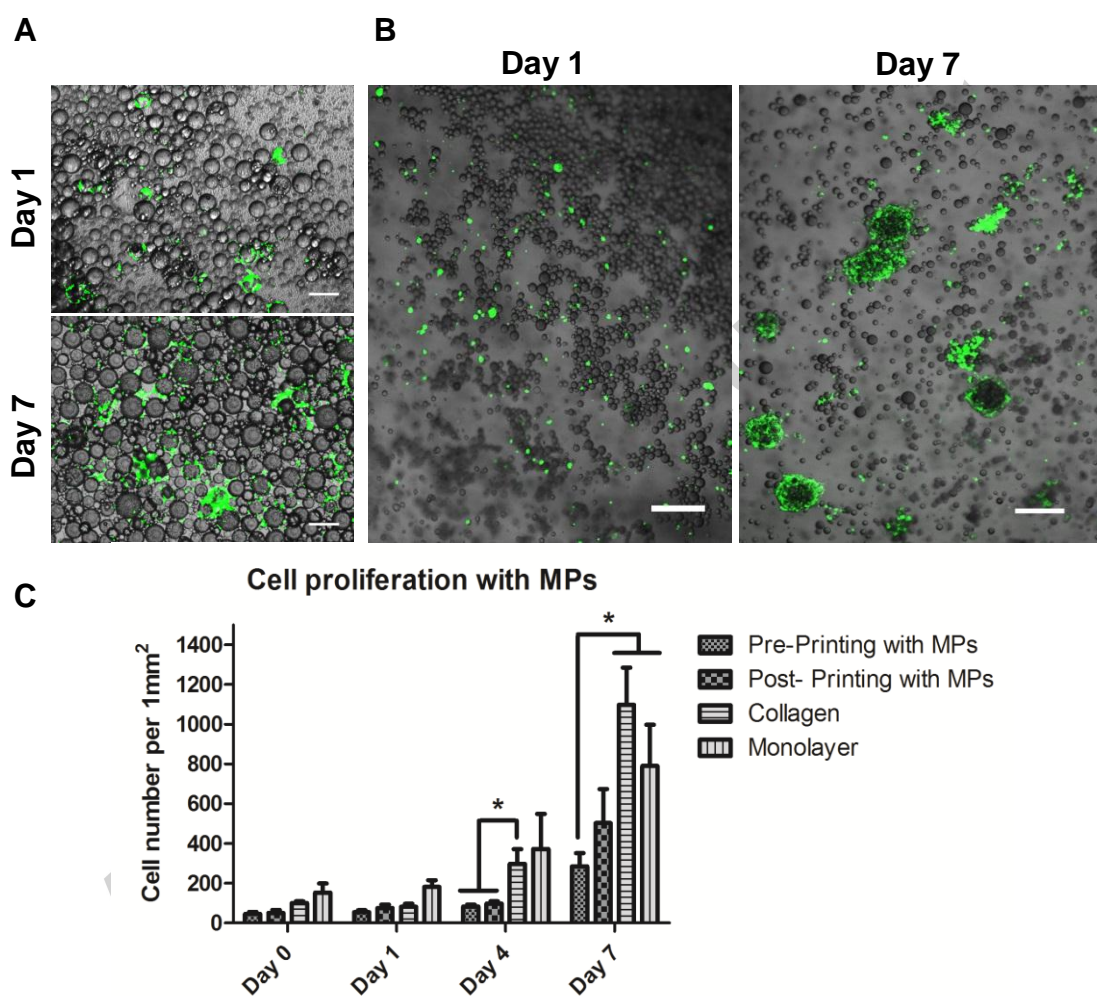 A
B
Day 1
Day 7
Day 1
Day 7
C
Cell proliferation with MPs
Cell number per 1mm²
1400
1200
1000
800
600
400
200
0
Day 0
Day 1
Day 4
Day 7
*
*
Pre-Printing with MPs
Post- Printing with MPs
Collagen
Monolayer